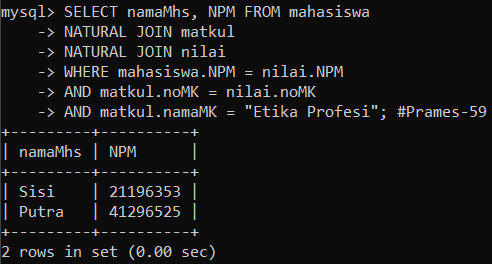 mysql> SELECT namaMhs, NPM FROM mahasiswa
    -> NATURAL JOIN matkul
    -> NATURAL JOIN nilai
    -> WHERE mahasiswa.NPM = nilai.NPM
    -> AND matkul.noMK = nilai.noMK
    -> AND matkul.namaMK = "Etika Profesi"; #Prames-59
+---------+----------+
| namaMhs | NPM      |
+---------+----------+
| Sisi    | 21196353 |
| Putra   | 41296525 |
+---------+----------+
2 rows in set (0.00 sec)